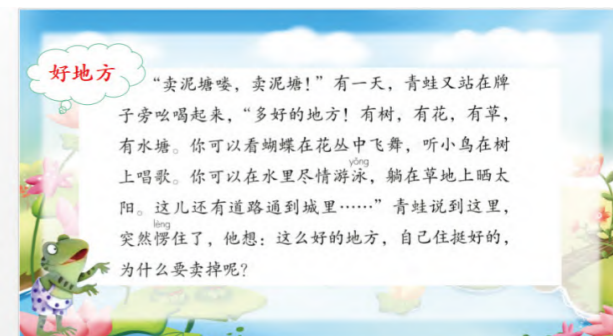 好地方
“卖泥塘喽，卖泥塘！”有一天，青蛙又站在牌
子旁吆喝起来，“多好的地方！有树，有花，有草，
有水塘。你可以看蝴蝶在花丛中飞舞，听小鸟在树
yǒng
上唱歌。你可以在水里尽情游泳，躺在草地上晒太
阳。这儿还有道路通到城里……”青蛙说到这里，
lèng
突然愣住了，他想：这么好的地方，自己住挺好的，
为什么要卖掉呢？